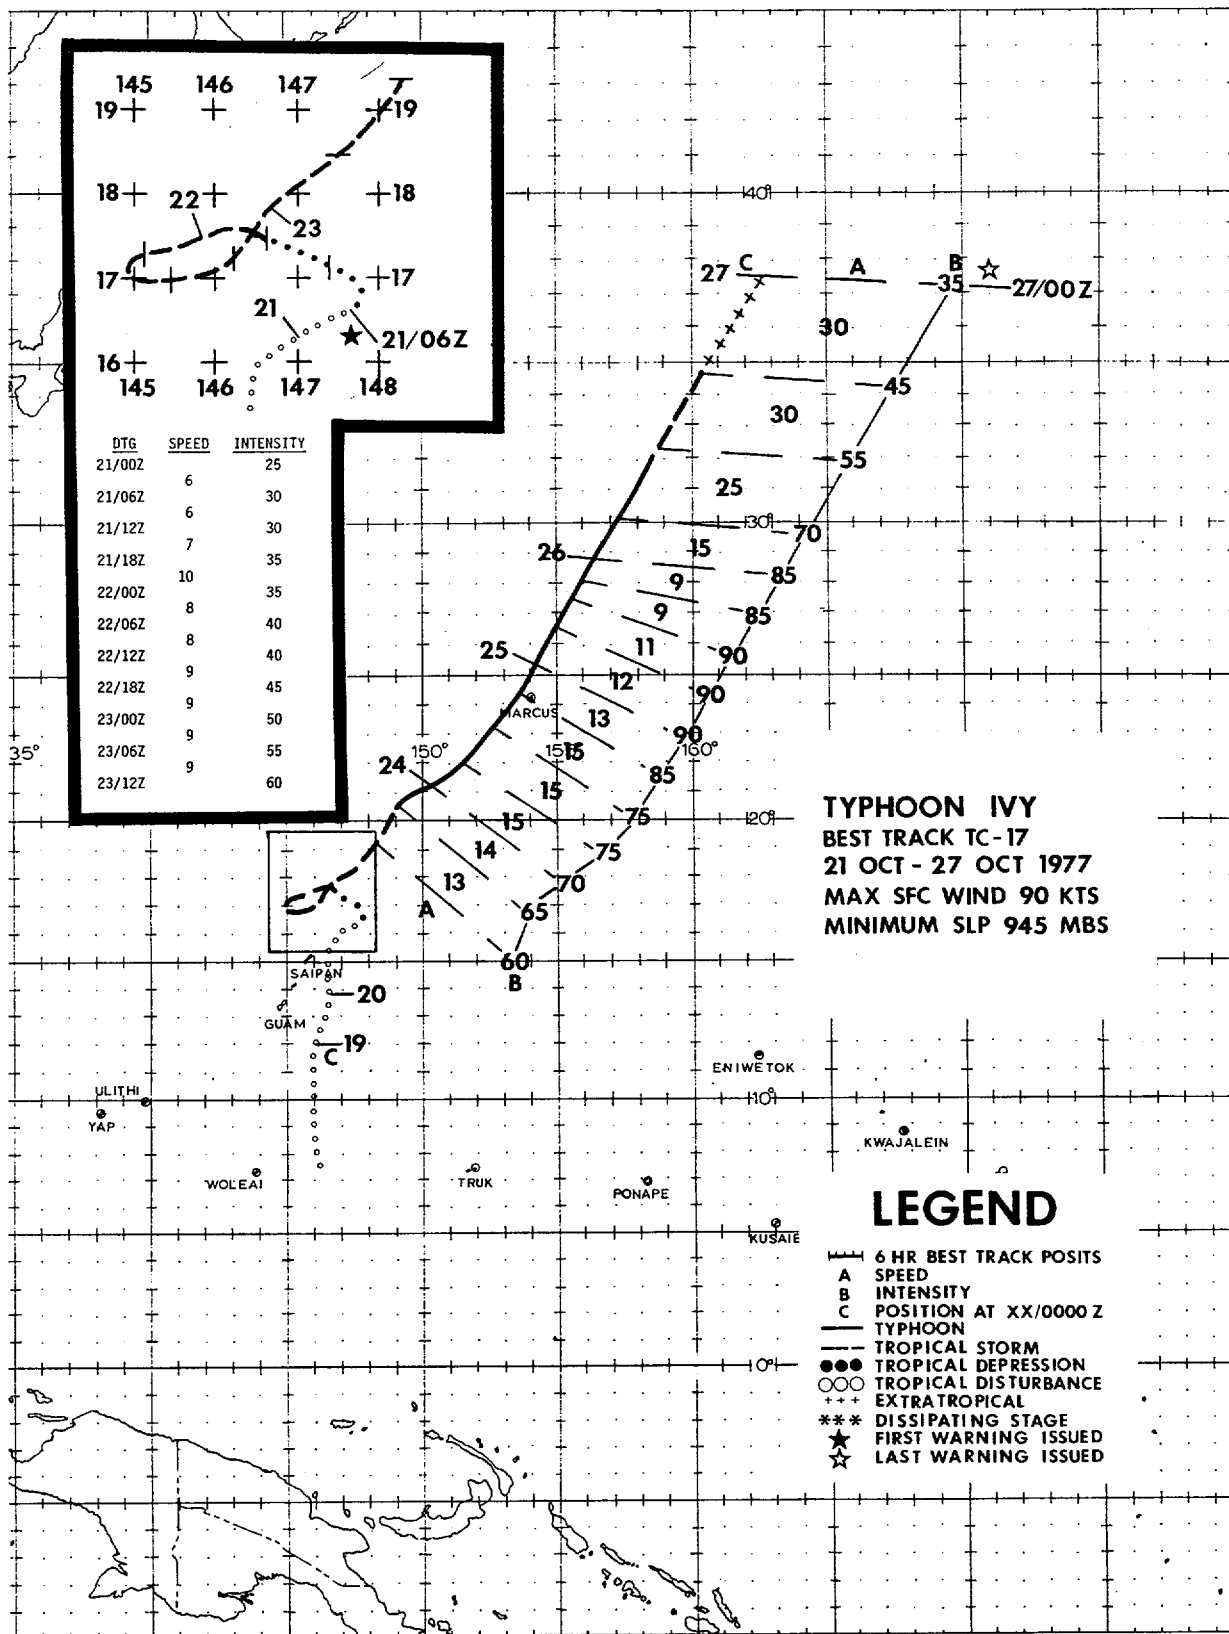 145 146 147
19 19
18 18
22
23
17 17
21
21/06Z
16
145 146 147 148
DTG SPEED INTENSITY
21/00Z 25
6
21/06Z 30
6
21/12Z 30
7
21/18Z 35
10
22/00Z 35
8
22/06Z 40
8
22/12Z 40
9
22/18Z 45
9
23/00Z 50
9
23/06Z 55
9
23/12Z 60
40°
27 C A B
35 27/00Z
30
45
30
55
25
30°
70
26 15
85
9
85
9
25 11 90
12 90
MARCUS 13
90
35° 150° 155° 15 160°
24 85
15
75 20°
15
75
14
70
13
A 65
60
B
SAIPAN
20
GUAM
19
C
TYPHOON IVY
BEST TRACK TC-17
21 OCT - 27 OCT 1977
MAX SFC WIND 90 KTS
MINIMUM SLP 945 MBS
ENIWETOK
ULITHI
10°
YAP
KWAJALEIN
WOLEAI TRUK PONAPE
KUSAIE
0°
LEGEND
6 HR BEST TRACK POSITS
A SPEED
B INTENSITY
C POSITION AT XX/0000 Z
TYPHOON
TROPICAL STORM
TROPICAL DEPRESSION
TROPICAL DISTURBANCE
EXTRATROPICAL
DISSIPATING STAGE
FIRST WARNING ISSUED
LAST WARNING ISSUED